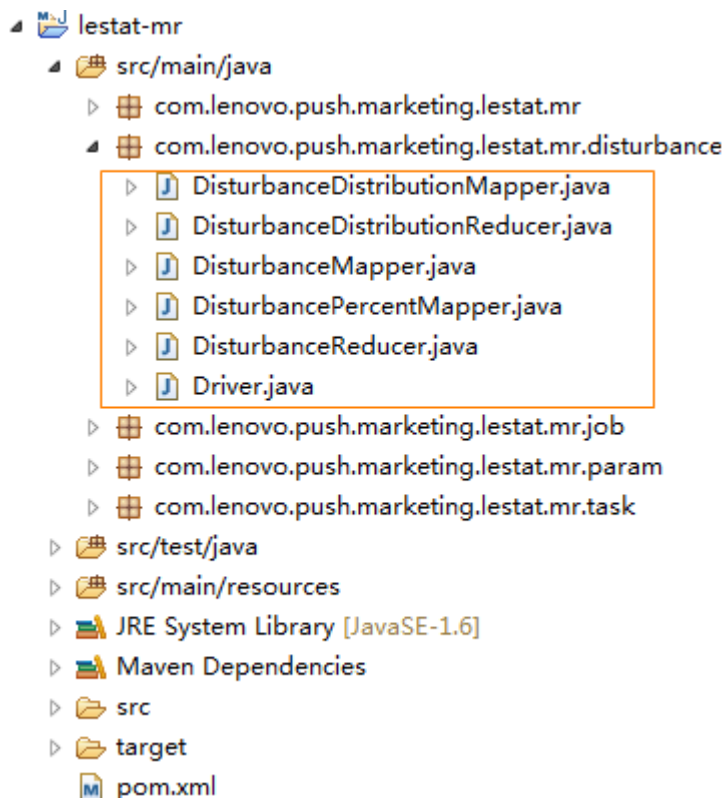 lestat-mr
src/main/java
com.lenovo.push.marketing.lestat.mr
com.lenovo.push.marketing.lestat.mr.disturbance
DisturbanceDistributionMapper.java
DisturbanceDistributionReducer.java
DisturbanceMapper.java
DisturbancePercentMapper.java
DisturbanceReducer.java
Driver.java
com.lenovo.push.marketing.lestat.mr.job
com.lenovo.push.marketing.lestat.mr.param
com.lenovo.push.marketing.lestat.mr.task
src/test/java
src/main/resources
JRE System Library [JavaSE-1.6]
Maven Dependencies
src
target
pom.xml